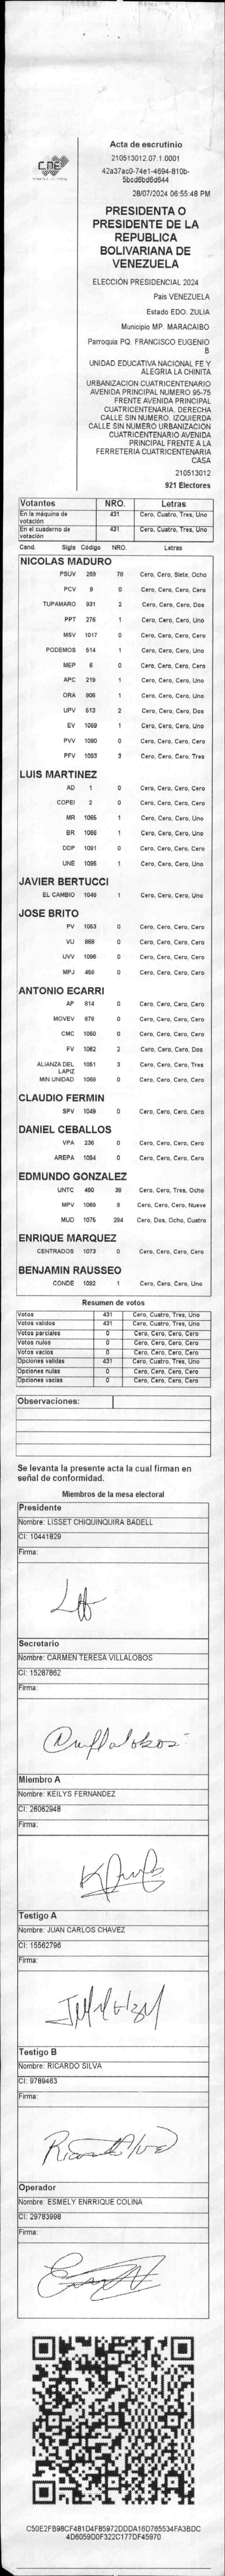 CNE
Acta de escrutinio
210513012.07.1.0001
42a37ac0-74e1-4694-810b-
5bcd6bd6d644
28/07/2024 06:55:48 PM
PRESIDENTA O
PRESIDENTE DE LA
REPUBLICA
BOLIVARIANA DE
VENEZUELA
ELECCIÓN PRESIDENCIAL 2024
País VENEZUELA
Estado EDO. ZULIA
Municipio MP. MARACAIBO
Parroquia PQ. FRANCISCO EUGENIO
B
UNIDAD EDUCATIVA NACIONAL FE Y
ALEGRIA LA CHINITA
URBANIZACION CUATRICENTENARIO
AVENIDA PRINCIPAL NUMERO 95-75
FRENTE AVENIDA PRINCIPAL
CUATRICENTENARIA. DERECHA
CALLE SIN NUMERO. IZQUIERDA
CALLE SIN NUMERO URBANIZACIÓN
CUATRICENTENARIO AVENIDA
PRINCIPAL FRENTE A LA
FERRETERIA CUATRICENTENARIA
CASA
210513012
921 Electores
Votantes NRO. Letras
En la máquina de votación 431 Cero, Cuatro, Tres, Uno
En el cuaderno de votación 431 Cero, Cuatro, Tres, Uno
Cand. Sigla Código NRO. Letras
NICOLAS MADURO
PSUV 269 78 Cero, Cero, Siete, Ocho
PCV 9 0 Cero, Cero, Cero, Cero
TUPAMARO 931 2 Cero, Cero, Cero, Dos
PPT 276 1 Cero, Cero, Cero, Uno
MSV 1017 0 Cero, Cero, Cero, Cero
PODEMOS 514 1 Cero, Cero, Cero, Uno
MEP 6 0 Cero, Cero, Cero, Cero
APC 219 1 Cero, Cero, Cero, Uno
ORA 906 1 Cero, Cero, Cero, Uno
UPV 513 2 Cero, Cero, Cero, Dos
EV 1089 1 Cero, Cero, Cero, Uno
PVV 1090 0 Cero, Cero, Cero, Cero
PFV 1093 3 Cero, Cero, Cero, Tres
LUIS MARTINEZ
AD 1 0 Cero, Cero, Cero, Cero
COPEI 2 0 Cero, Cero, Cero, Cero
MR 1065 1 Cero, Cero, Cero, Uno
BR 1066 1 Cero, Cero, Cero, Uno
DDP 1091 0 Cero, Cero, Cero, Cero
UNE 1095 1 Cero, Cero, Cero, Uno
JAVIER BERTUCCI
EL CAMBIO 1046 1 Cero, Cero, Cero, Uno
JOSE BRITO
PV 1053 0 Cero, Cero, Cero, Cero
VU 868 0 Cero, Cero, Cero, Cero
UVV 1096 0 Cero, Cero, Cero, Cero
MPJ 456 0 Cero, Cero, Cero, Cero
ANTONIO ECARRI
AP 814 0 Cero, Cero, Cero, Cero
MOVEV 879 0 Cero, Cero, Cero, Cero
CMC 1050 0 Cero, Cero, Cero, Cero
FV 1062 2 Cero, Cero, Cero, Dos
ALIANZA DEL LAPIZ 1051 3 Cero, Cero, Cero, Tres
MIN UNIDAD 1069 0 Cero, Cero, Cero, Cero
CLAUDIO FERMIN
SPV 1049 0 Cero, Cero, Cero, Cero
DANIEL CEBALLOS
VPA 236 0 Cero, Cero, Cero, Cero
AREPA 1094 0 Cero, Cero, Cero, Cero
EDMUNDO GONZALEZ
UNTC 460 38 Cero, Cero, Tres, Ocho
MPV 1069 9 Cero, Cero, Cero, Nueve
MUD 1075 284 Cero, Dos, Ocho, Cuatro
ENRIQUE MARQUEZ
CENTRADOS 1073 0 Cero, Cero, Cero, Cero
BENJAMIN RAUSSEO
CONDE 1092 1 Cero, Cero, Cero, Uno
Resumen de votos
Votos 431 Cero, Cuatro, Tres, Uno
Votos validos 431 Cero, Cuatro, Tres, Uno
Votos parciales 0 Cero, Cero, Cero, Cero
Votos nulos 0 Cero, Cero, Cero, Cero
Votos vacios 0 Cero, Cero, Cero, Cero
Opciones validas 431 Cero, Cuatro, Tres, Uno
Opciones nulas 0 Cero, Cero, Cero, Cero
Opciones vacias 0 Cero, Cero, Cero, Cero
Observaciones:
Se levanta la presente acta la cual firman en
señal de conformidad.
Miembros de la mesa electoral
Presidente
Nombre: LISSET CHIQUINQUIRA BADELL
CI: 10441829
Firma:
Secretario
Nombre: CARMEN TERESA VILLALOBOS
CI: 15287862
Firma:
Miembro A
Nombre: KEILYS FERNANDEZ
CI: 26062948
Firma:
Testigo A
Nombre: JUAN CARLOS CHAVEZ
CI: 15562796
Firma:
Testigo B
Nombre: RICARDO SILVA
CI: 9789463
Firma:
Operador
Nombre: ESMELY ENRRIQUE COLINA
CI: 29783998
Firma:
C50E2FB98CF481D4F85972DDDA16D765534FA3BDC
4D6059D0F322C177DF45970